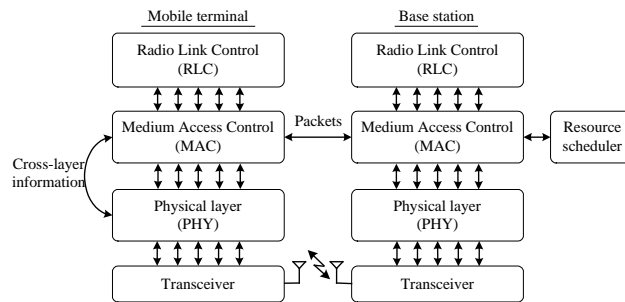 Mobile terminal
Base station
Radio Link Control
(RLC)
Radio Link Control
(RLC)
Packets
Medium Access Control
(MAC)
Medium Access Control
(MAC)
Resource
scheduler
Cross-layer
information
Physical layer
(PHY)
Physical layer
(PHY)
Transceiver
Transceiver